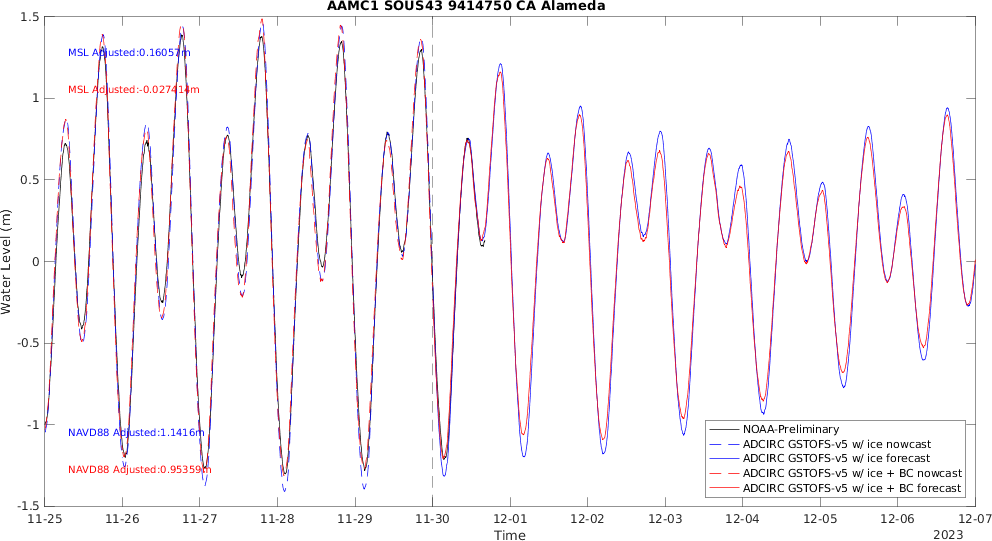 AAMC1 SOUS43 9414750 CA Alameda
1.5
MSL Adjusted:0.16057m
MSL Adjusted:-0.027414m
1
0.5
0
-0.5
-1
-1.5
Water Level (m)
NAVD88 Adjusted:1.1416m
NAVD88 Adjusted:0.95359m
NOAA-Preliminary
ADCIRC GSTOFS-v5 w/ ice nowcast
ADCIRC GSTOFS-v5 w/ ice forecast
ADCIRC GSTOFS-v5 w/ ice + BC nowcast
ADCIRC GSTOFS-v5 w/ ice + BC forecast
11-25 11-26 11-27 11-28 11-29 11-30 12-01 12-02 12-03 12-04 12-05 12-06 12-07
Time
2023